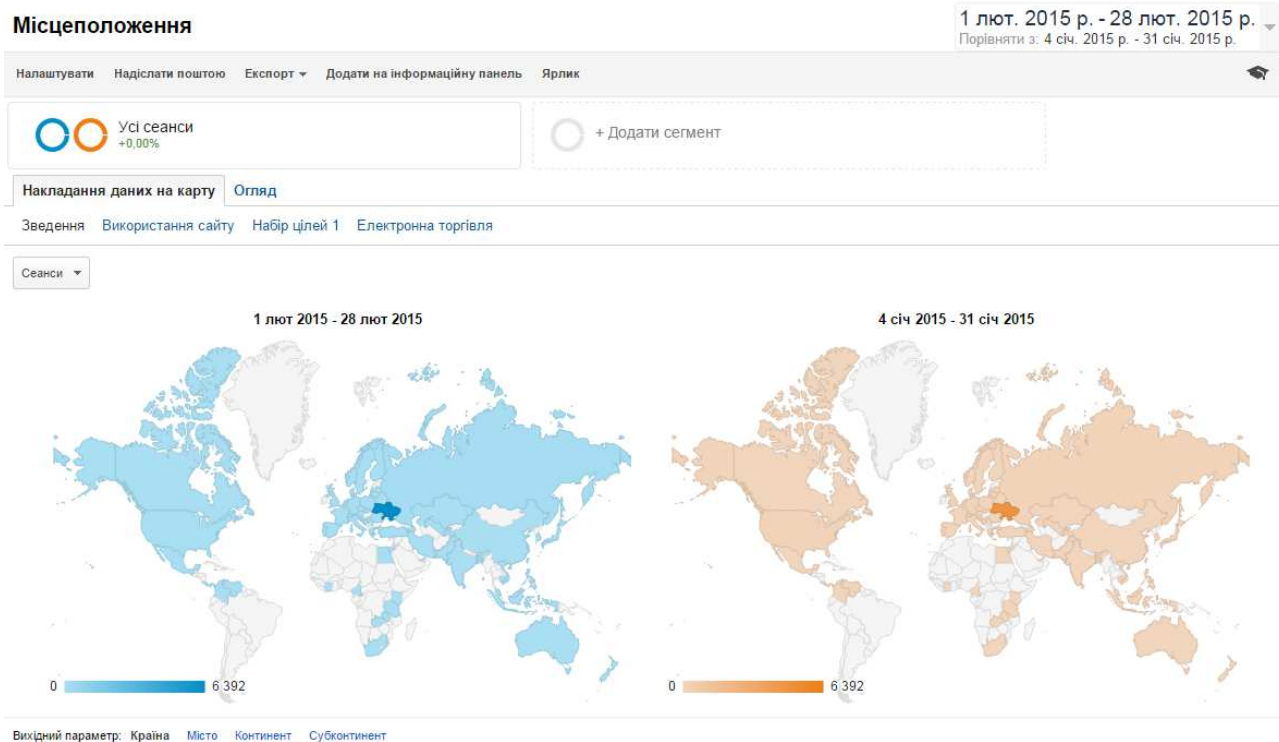 Місцеположення
1 лют. 2015 р. - 28 лют. 2015 р.
Порівняти з: 4 січ. 2015 р. - 31 січ. 2015 р.
Налаштувати Надіслати поштою Експорт Додати на інформаційну панель Ярлик
Усі сеанси
+0,00%
+ Додати сегмент
Накладання даних на карту Огляд
Зведення Використання сайту Набір цілей 1 Електронна торгівля
Сеанси
1 лют 2015 - 28 лют 2015
4 січ 2015 - 31 січ 2015
0 6 392
0 6 392
Вихідний параметр: Країна Місто Континент Субконтинент